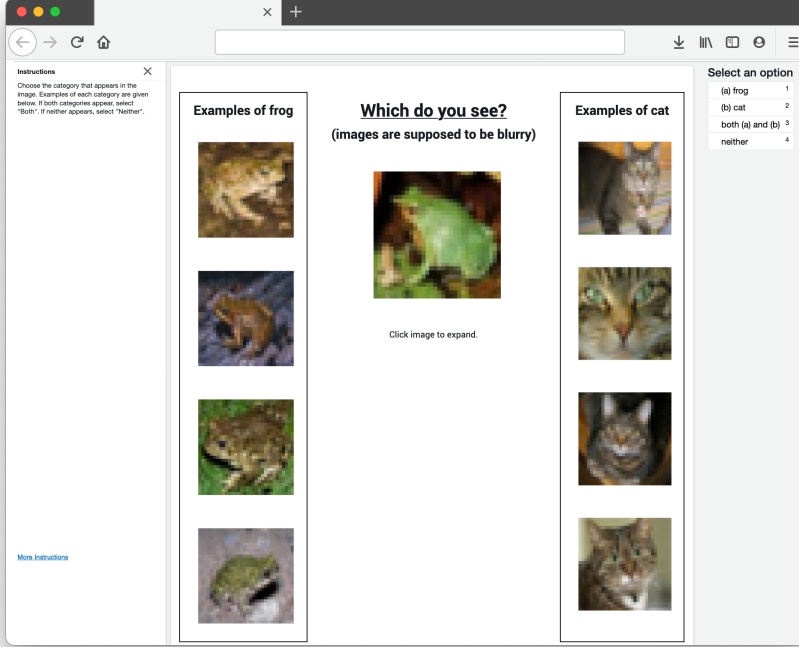 Instructions
Choose the category that appears in the
image. Examples of each category are given
below. If both categories appear, select
"Both". If neither appears, select "Neither".
More Instructions
Examples of frog
Which do you see?
(images are supposed to be blurry)
Click image to expand.
Examples of cat
Select an option
(a) frog 1
(b) cat 2
both (a) and (b) 3
neither 4